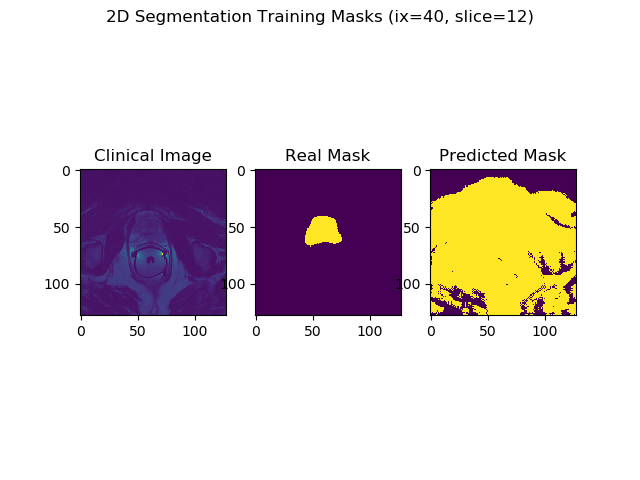 2D Segmentation Training Masks (ix=40, slice=12)
Clinical Image Real Mask Predicted Mask
0 0 0
50 50 50
100 100 100
0 50 100 0 50 100 0 50 100